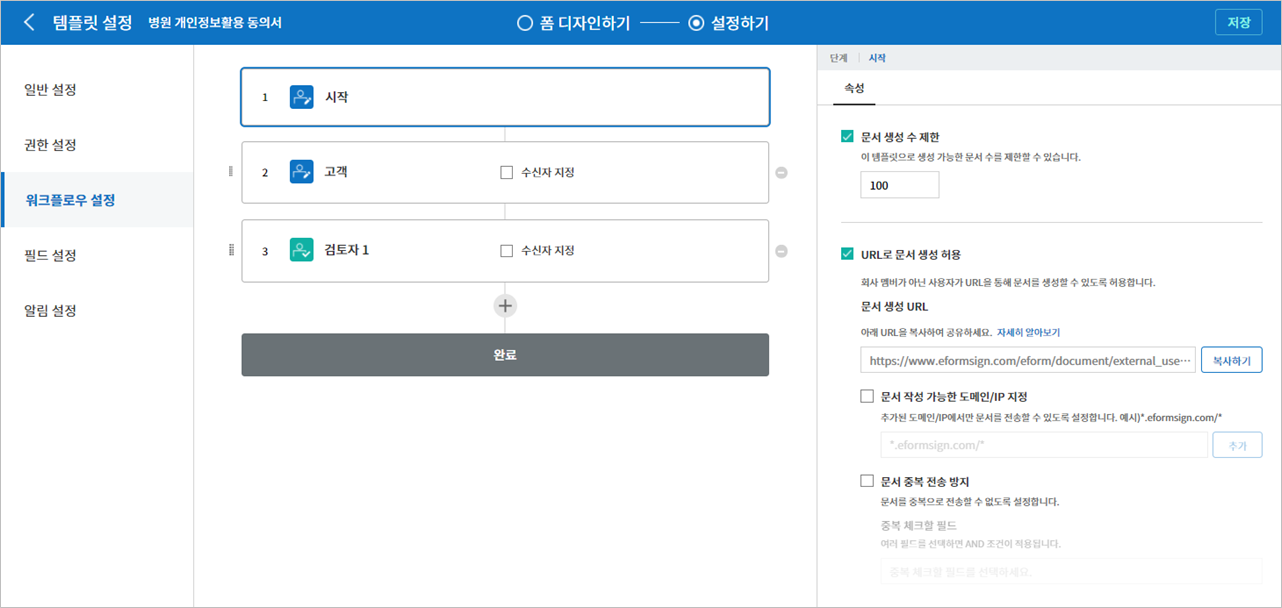 템플릿 설정 병원 개인정보활용 동의서
폼 디자인하기 설정하기
저장
일반 설정
권한 설정
워크플로우 설정
필드 설정
알림 설정
1 시작
2 고객 수신자 지정
3 검토자 1 수신자 지정
완료
단계 시작
속성
문서 생성 수 제한
이 템플릿으로 생성 가능한 문서 수를 제한할 수 있습니다.
100
URL로 문서 생성 허용
회사 멤버가 아닌 사용자가 URL을 통해 문서를 생성할 수 있도록 허용합니다.
문서 생성 URL
아래 URL을 복사하여 공유하세요. 자세히 알아보기
https://www.eformsign.com/eform/document/external_use… 복사하기
문서 작성 가능한 도메인/IP 지정
추가된 도메인/IP에서만 문서를 전송할 수 있도록 설정합니다. 예시)*.eformsign.com/*
*.eformsign.com/* 추가
문서 중복 전송 방지
문서를 중복으로 전송할 수 없도록 설정합니다.
중복 체크할 필드
여러 필드를 선택하면 AND 조건이 적용됩니다.
중복 체크할 필드를 선택하세요.